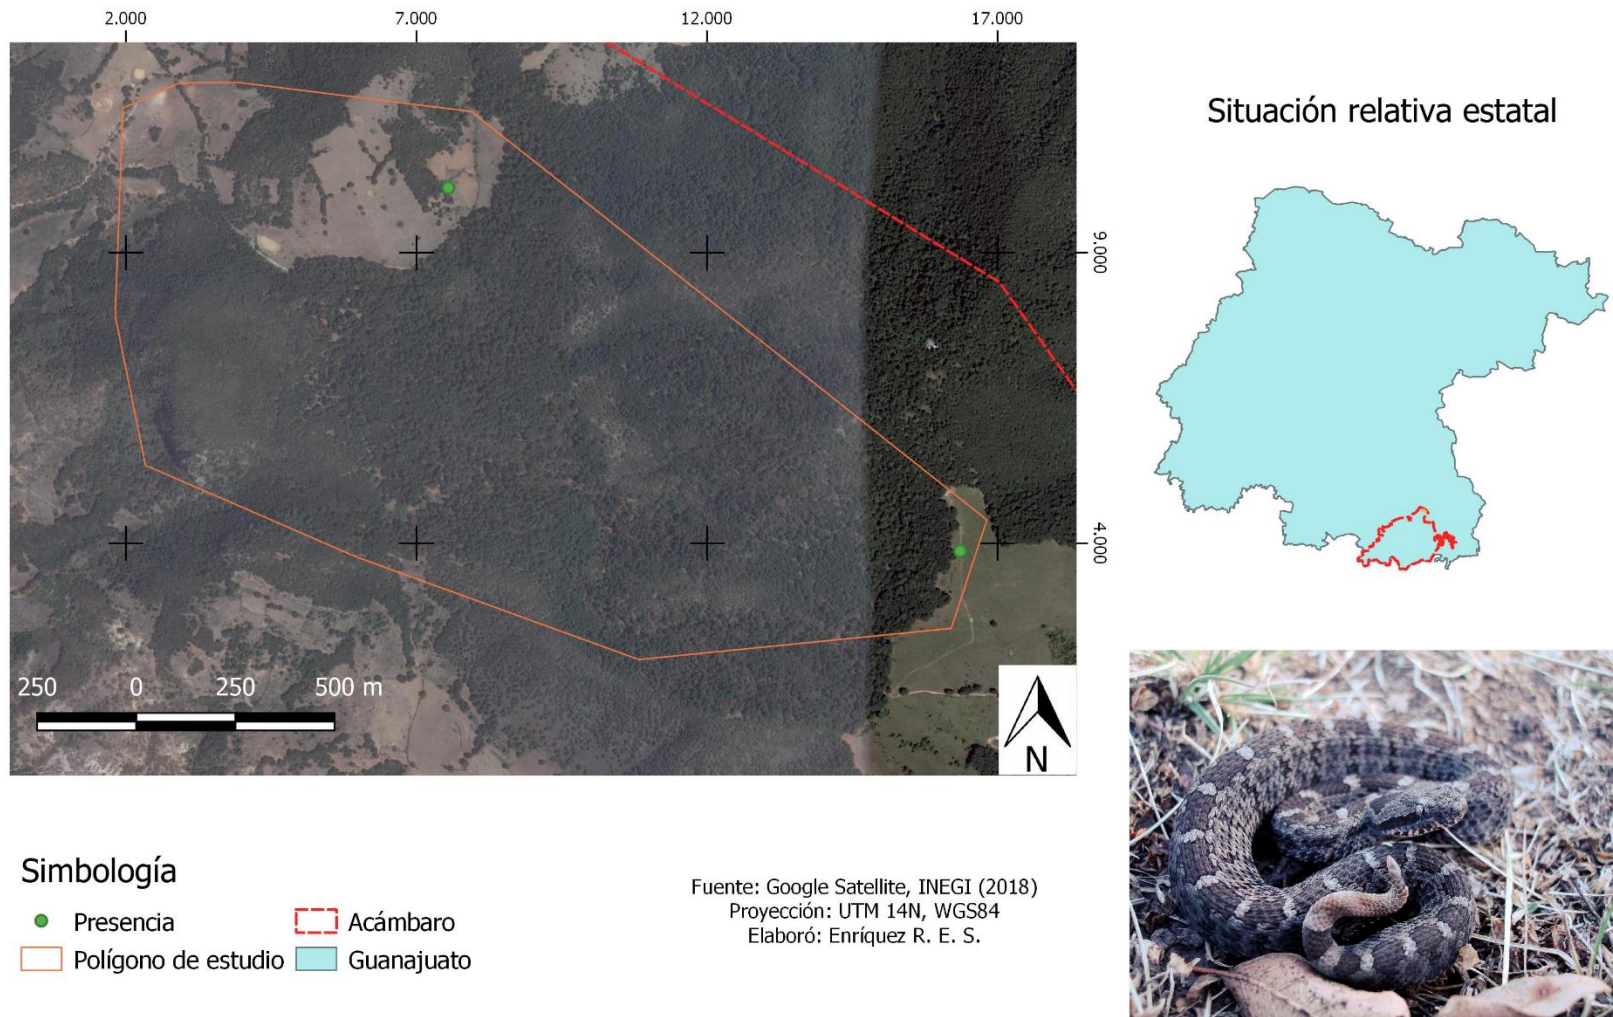 2.000 7.000 12.000 17.000
Situación relativa estatal
9.000
4.000
250 0 250 500 m
N
Simbología
Presencia
Acámbaro
Polígono de estudio
Guanajuato
Fuente: Google Satellite, INEGI (2018)
Proyección: UTM 14N, WGS84
Elaboró: Enríquez R. E. S.